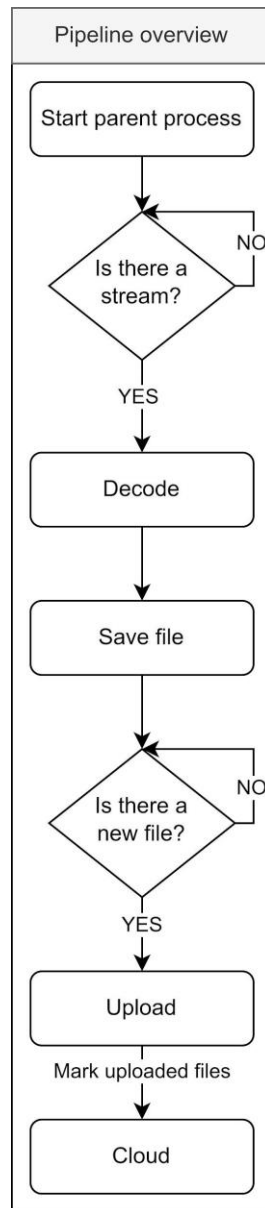 Pipeline overview
Start parent process
NO
Is there a
stream?
YES
Decode
Save file
NO
Is there a
new file?
YES
Upload
Mark uploaded files
Cloud